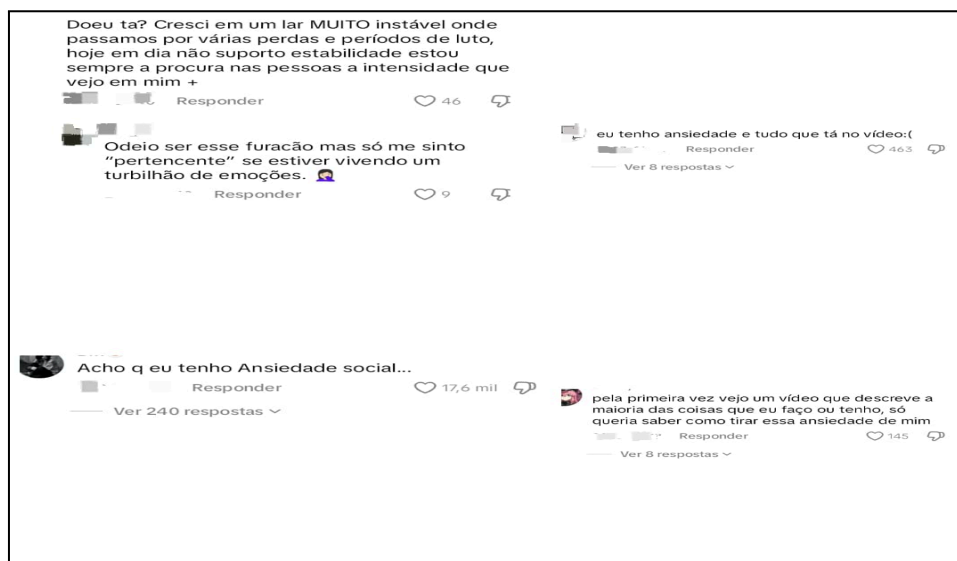 Doeu ta? Cresci em um lar MUITO instável onde
passamos por várias perdas e períodos de luto,
hoje em dia não suporto estabilidade estou
sempre a procura nas pessoas a intensidade que
vejo em mim +
Responder 46
Odeio ser esse furacão mas só me sinto
“pertencente” se estiver vivendo um
turbilhão de emoções. 🤦🏻‍♀️
Responder 9
eu tenho ansiedade e tudo que tá no vídeo:(
Responder 463
Ver 8 respostas
Acho q eu tenho Ansiedade social...
Responder 17,6 mil
Ver 240 respostas
pela primeira vez vejo um vídeo que descreve a
maioria das coisas que eu faço ou tenho, só
queria saber como tirar essa ansiedade de mim
Responder 145
Ver 8 respostas